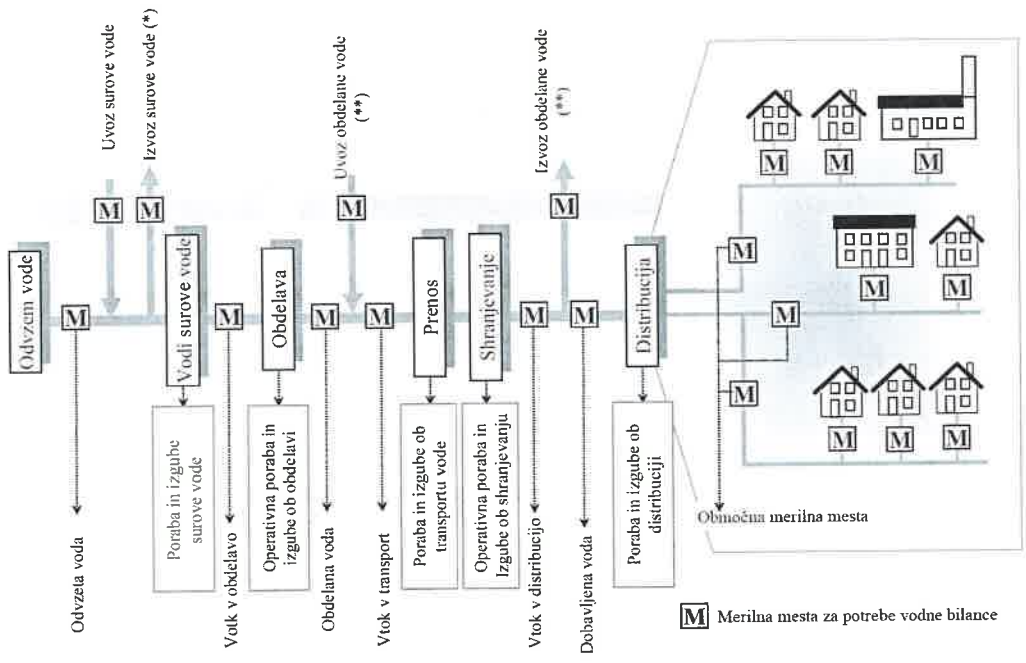 Uvoz surove vode
Izvoz surove vode (*)
Uvoz obdelane vode
(**)
Izvoz obdelane vode
(**)
M
M
M
M
Odvzem vode
Vodi surove vode
Obdelava
Prenos
Shranjevanje
Distribucija
M
M
M
M
M
M
Poraba in izgube
surove vode
Operativna poraba in
izgube ob obdelavi
Poraba in izgube ob
transportu vode
Operativna poraba in
Izgube ob shranjevanju
Poraba in izgube ob
distribuciji
Odvzeta voda
Votk v obdelavo
Obdelana voda
Vtok v transport
Vtok v distribucijo
Dobavljena voda
M
M
M
M
M
M
M
M
M
M
M
Območna merilna mesta
M Merilna mesta za potrebe vodne bilance